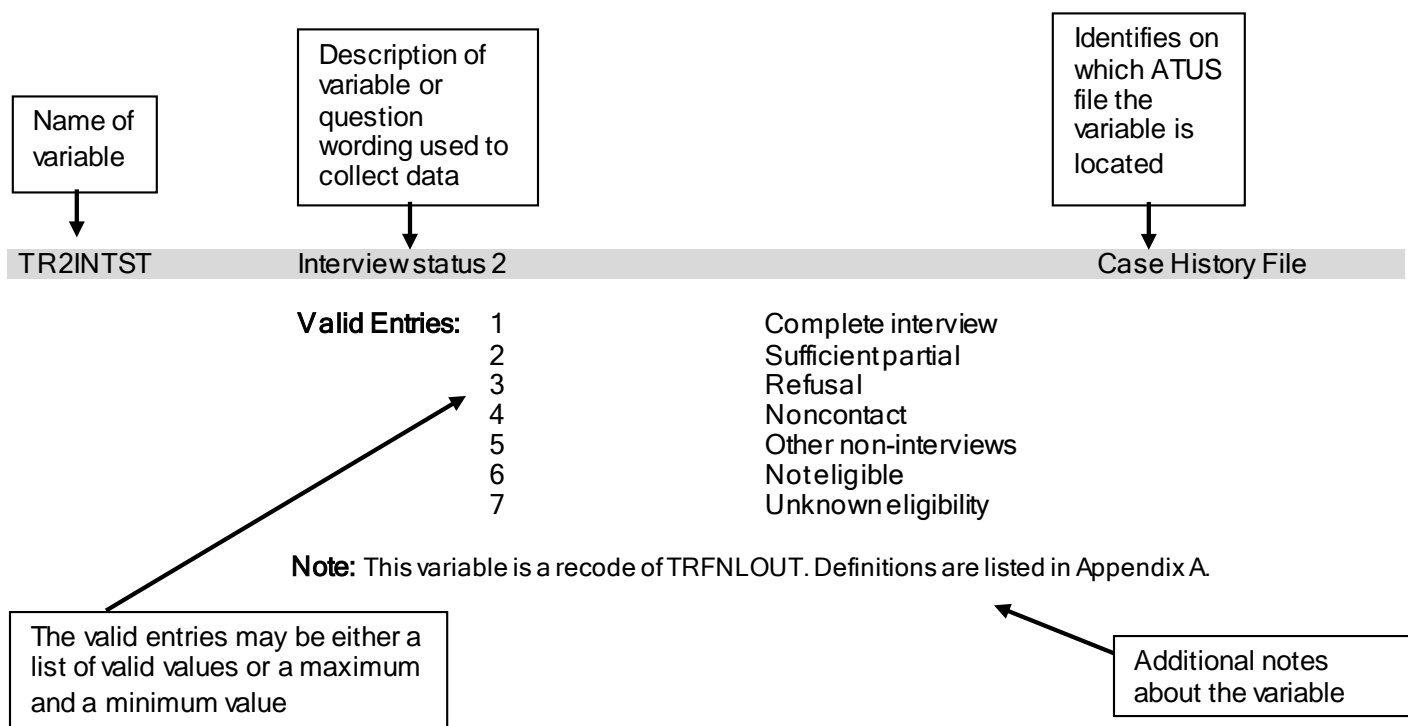 Name of
variable
Description of
variable or
question
wording used to
collect data
Identifies on
which ATUS
file the
variable is
located
TR2INTST Interview status 2 Case History File
Valid Entries: 1 Complete interview
2 Sufficient partial
3 Refusal
4 Noncontact
5 Other non-interviews
6 Not eligible
7 Unknown eligibility
Note: This variable is a recode of TRFNLOUT. Definitions are listed in Appendix A.
The valid entries may be either a
list of valid values or a maximum
and a minimum value
Additional notes
about the variable